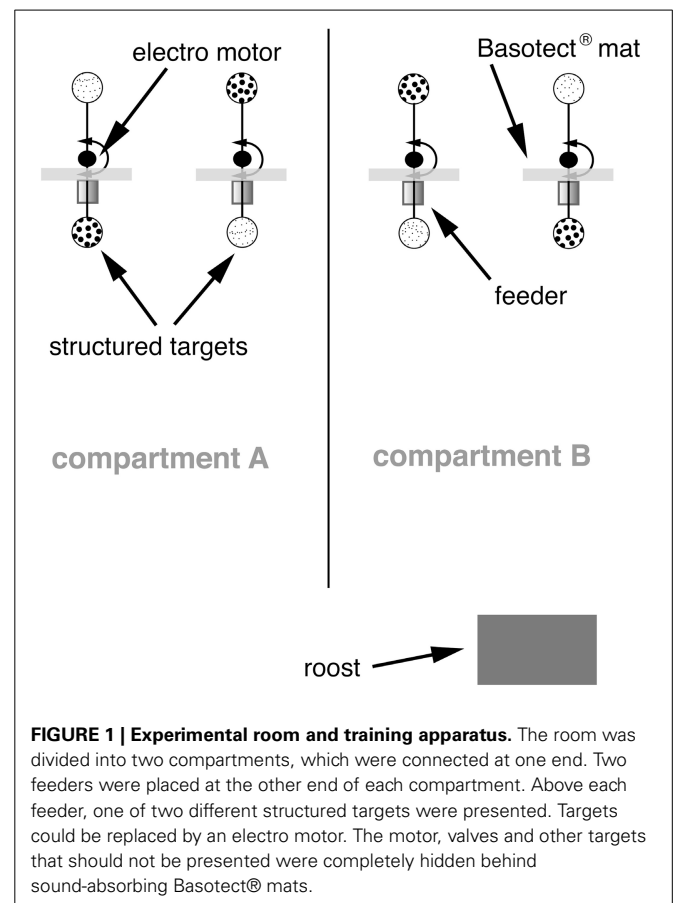 electro motor
Basotect® mat
feeder
structured targets
compartment A
compartment B
roost
FIGURE 1 | Experimental room and training apparatus. The room was
divided into two compartments, which were connected at one end. Two
feeders were placed at the other end of each compartment. Above each
feeder, one of two different structured targets were presented. Targets
could be replaced by an electro motor. The motor, valves and other targets
that should not be presented were completely hidden behind
sound-absorbing Basotect® mats.